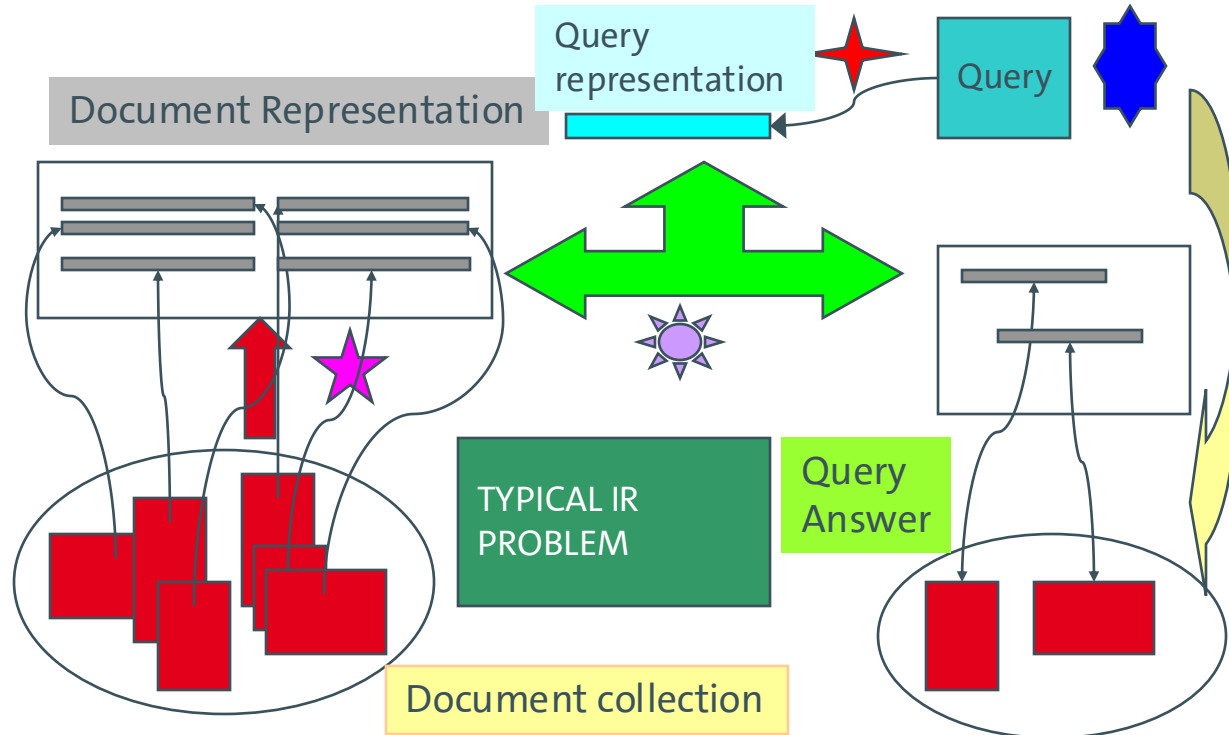 Query
representation
Query
Document Representation
TYPICAL IR
PROBLEM
Query
Answer
Document collection